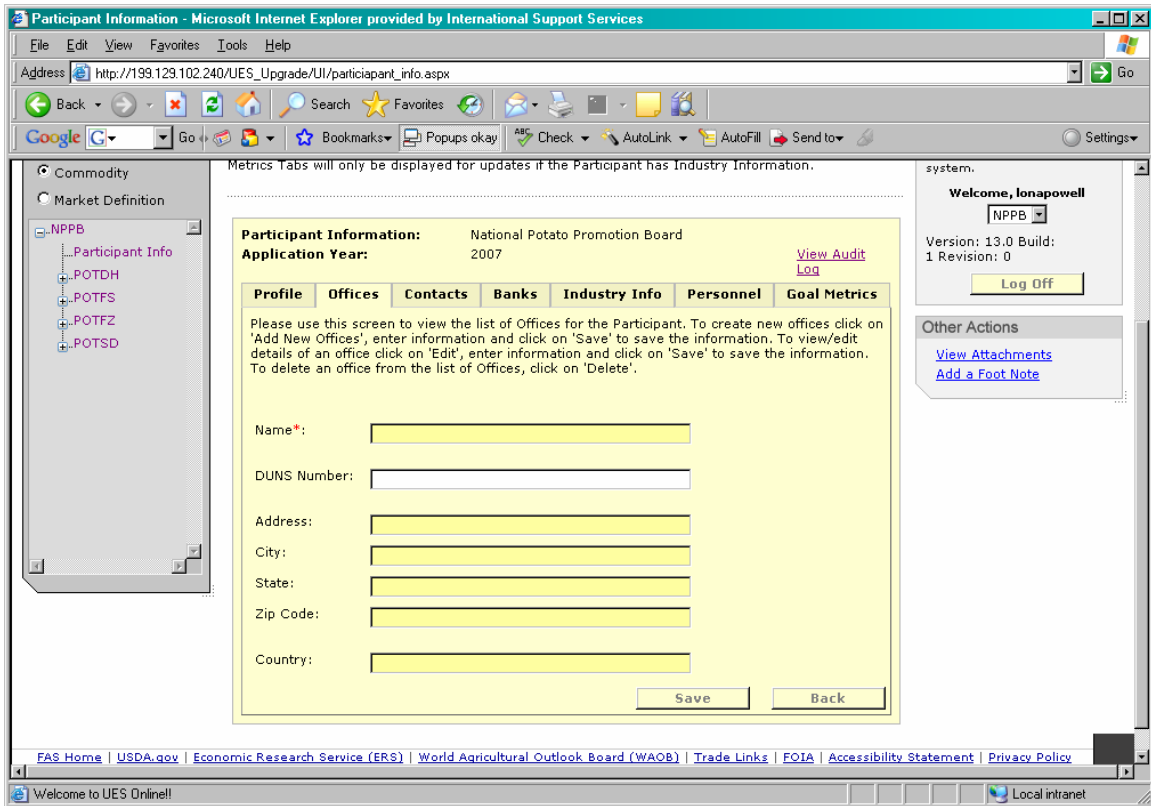 Participant Information - Microsoft Internet Explorer provided by International Support Services
File Edit View Favorites Tools Help
Address http://199.129.102.240/UES_Upgrade/UI/particiapant_info.aspx Go
Back Search Favorites
Google G Go Bookmarks Popups okay ABC Check AutoLink AutoFill Send to Settings
Commodity
Market Definition
NPPB
Participant Info
POTDH
POTFS
POTFZ
POTSD
Metrics Tabs will only be displayed for updates if the Participant has Industry Information.
Participant Information: National Potato Promotion Board
Application Year: 2007
View Audit
Log
Profile Offices Contacts Banks Industry Info Personnel Goal Metrics
Please use this screen to view the list of Offices for the Participant. To create new offices click on
'Add New Offices', enter information and click on 'Save' to save the information. To view/edit
details of an office click on 'Edit', enter information and click on 'Save' to save the information.
To delete an office from the list of Offices, click on 'Delete'.
Name*:
DUNS Number:
Address:
City:
State:
Zip Code:
Country:
Save Back
system.
Welcome, lonapowell
NPPB
Version: 13.0 Build:
1 Revision: 0
Log Off
Other Actions
View Attachments
Add a Foot Note
FAS Home | USDA.gov | Economic Research Service (ERS) | World Agricultural Outlook Board (WAOB) | Trade Links | FOIA | Accessibility Statement | Privacy Policy
Welcome to UES Online!! Local intranet